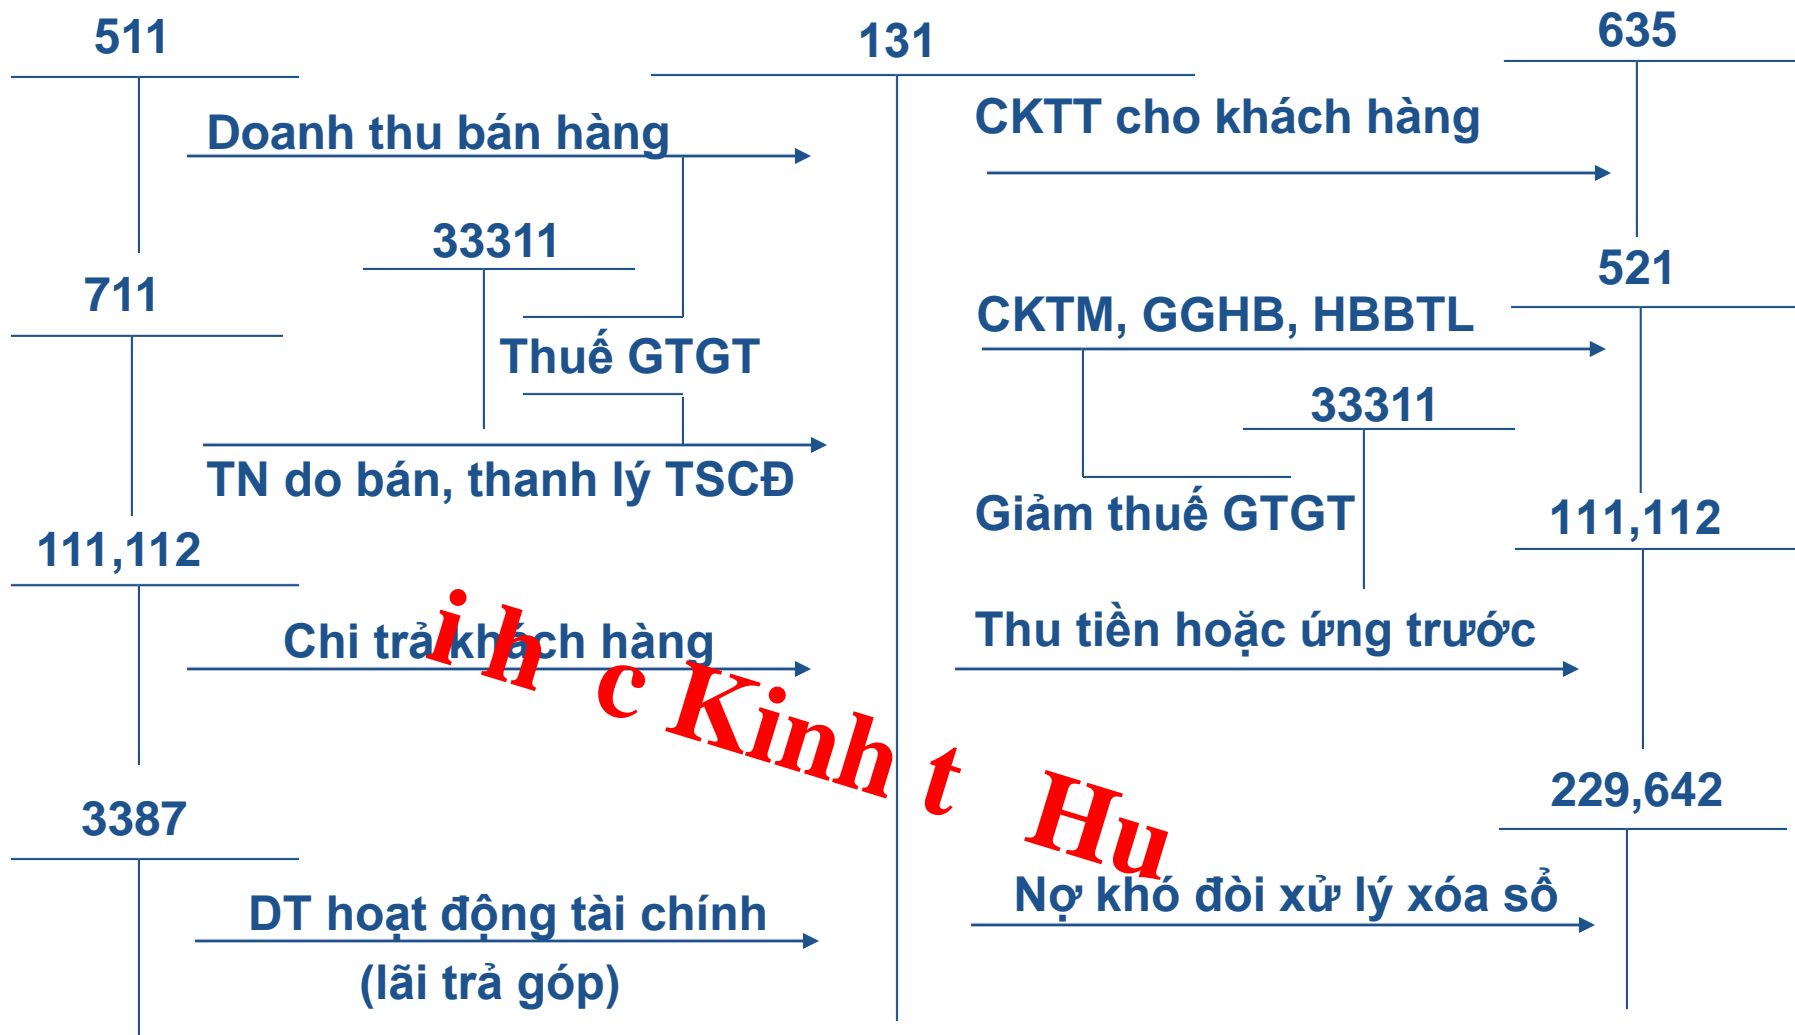 511
131
635
Doanh thu bán hàng
CKTT cho khách hàng
33311
521
711
CKTM, GGHB, HBBTL
Thuế GTGT
33311
TN do bán, thanh lý TSCĐ
Giảm thuế GTGT
111,112
111,112
Chi trả khách hàng
Thu tiền hoặc ứng trước
i h c Kinh t Hu
229,642
3387
Nợ khó đòi xử lý xóa sổ
DT hoạt động tài chính
(lãi trả góp)